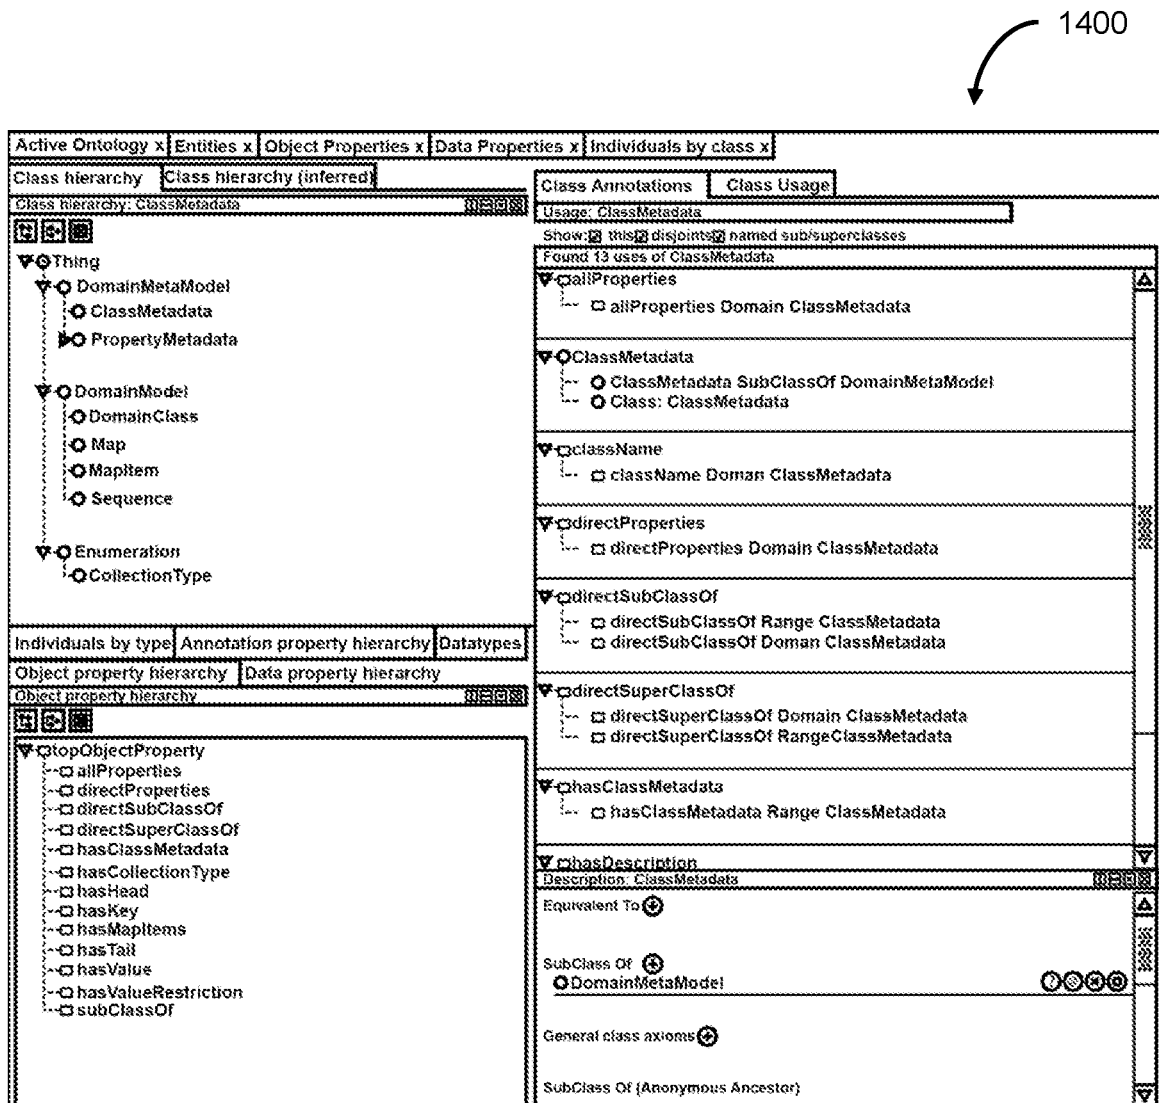 1400
Active Ontology x Entities x Object Properties x Data Properties x Individuals by class x
Class hierarchy Class hierarchy (inferred)
Class hierarchy: ClassMetadata
Thing
DomainMetaModel
ClassMetadata
PropertyMetadata
DomainModel
DomainClass
Map
MapItem
Sequence
Enumeration
CollectionType
Individuals by type Annotation property hierarchy Datatypes
Object property hierarchy Data property hierarchy
Object property hierarchy
topObjectProperty
allProperties
directProperties
directSubClassOf
directSuperClassOf
hasClassMetadata
hasCollectionType
hasHead
hasKey
hasMapItems
hasTail
hasValue
hasValueRestriction
subClassOf
Class Annotations Class Usage
Usage: ClassMetadata
Show: this disjoints named sub/superclasses
Found 13 uses of ClassMetadata
allProperties
allProperties Domain ClassMetadata
ClassMetadata
ClassMetadata SubClassOf DomainMetaModel
Class: ClassMetadata
className
className Doman ClassMetadata
directProperties
directProperties Domain ClassMetadata
directSubClassOf
directSubClassOf Range ClassMetadata
directSubClassOf Doman ClassMetadata
directSuperClassOf
directSuperClassOf Domain ClassMetadata
directSuperClassOf RangeClassMetadata
hasClassMetadata
hasClassMetadata Range ClassMetadata
hasDescription
Description: ClassMetadata
Equivalent To
SubClass Of
DomainMetaModel
General class axioms
SubClass Of (Anonymous Ancestor)